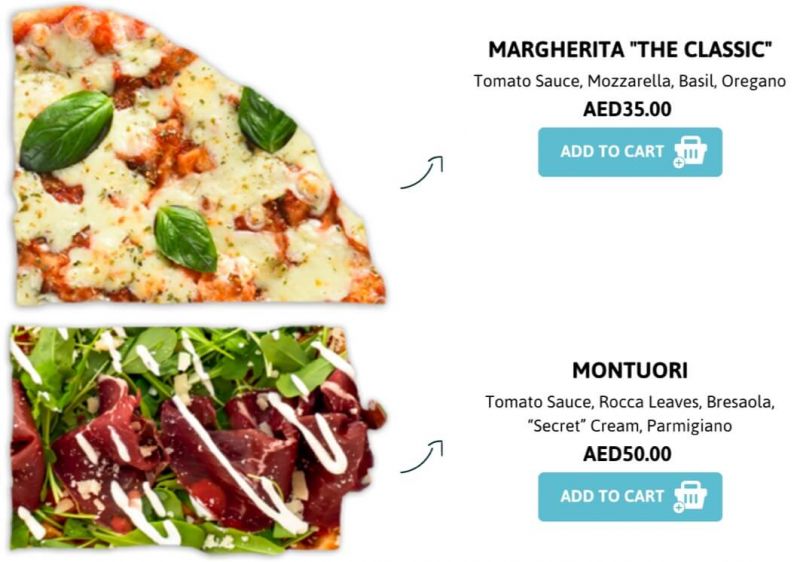 MARGHERITA "THE CLASSIC"
Tomato Sauce, Mozzarella, Basil, Oregano
AED35.00
ADD TO CART
MONTUORI
Tomato Sauce, Rocca Leaves, Bresaola,
“Secret” Cream, Parmigiano
AED50.00
ADD TO CART